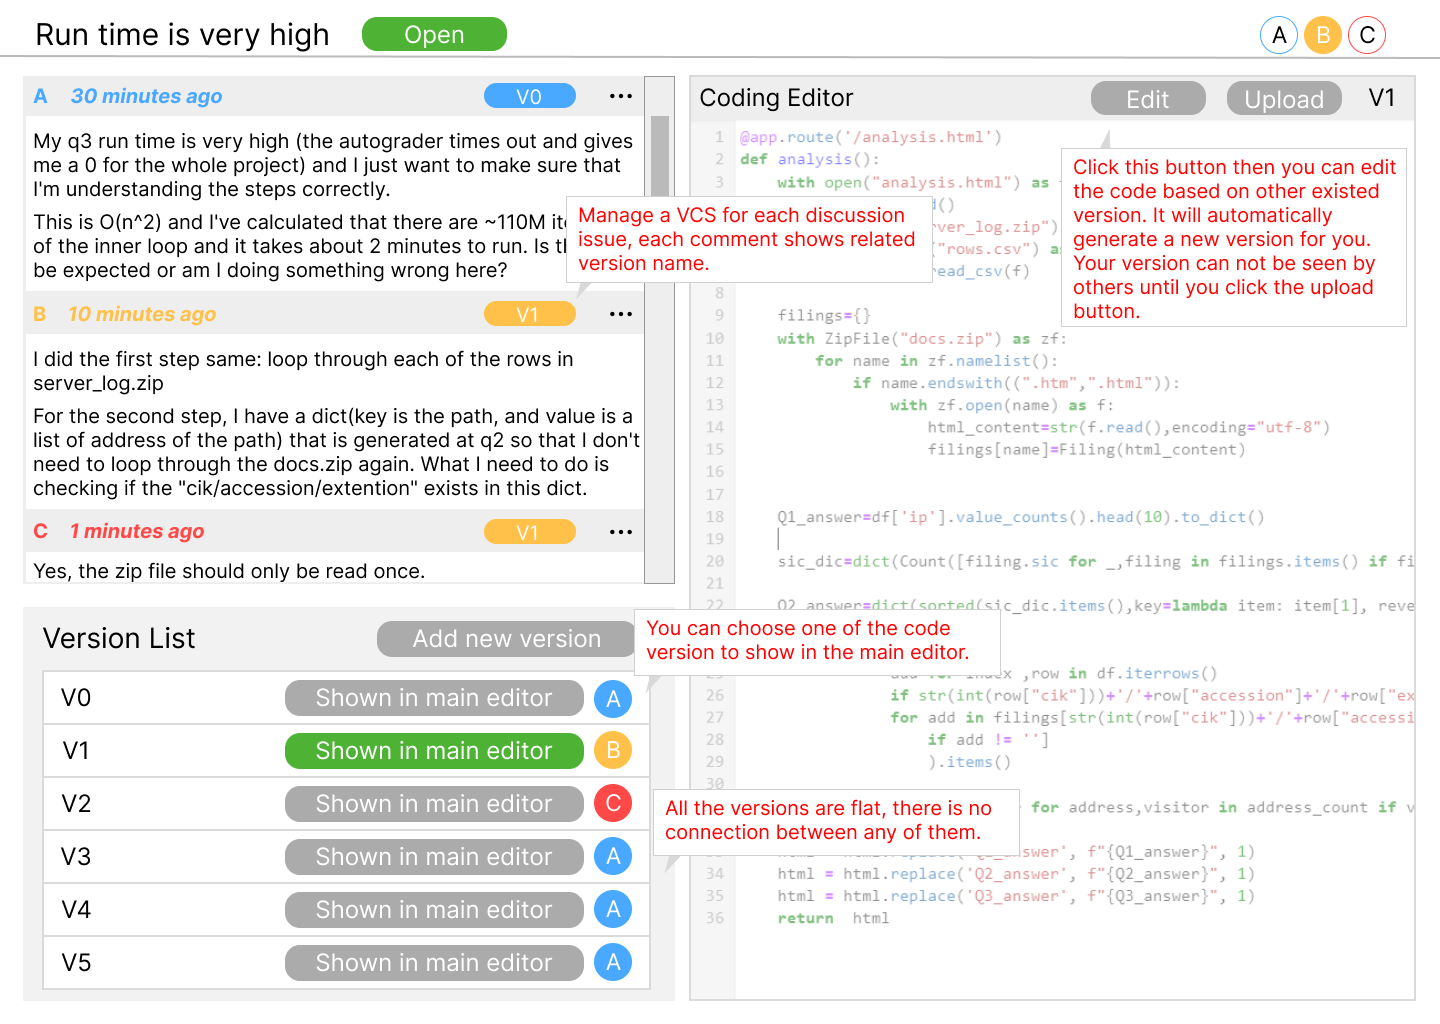 Run time is very high
Open
A B C
A 30 minutes ago V0 •••
My q3 run time is very high (the autograder times out and gives
me a 0 for the whole project) and I just want to make sure that
I'm understanding the steps correctly.
This is O(n^2) and I've calculated that there are ~110M
of the inner loop and it takes about 2 minutes to run. Is
be expected or am I doing something wrong here?
B 10 minutes ago V1 •••
I did the first step same: loop through each of the rows in
server_log.zip
For the second step, I have a dict(key is the path, and value is a
list of address of the path) that is generated at q2 so that I don't
need to loop through the docs.zip again. What I need to do is
checking if the "cik/accession/extention" exists in this dict.
C 1 minutes ago V1 •••
Yes, the zip file should only be read once.
Manage a VCS for each discussion
issue, each comment shows related
version name.
Version List
Add new version
V0 Shown in main editor A
V1 Shown in main editor B
V2 Shown in main editor C
V3 Shown in main editor A
V4 Shown in main editor A
V5 Shown in main editor A
You can choose one of the code
version to show in the main editor.
All the versions are flat, there is no
connection between any of them.
Coding Editor Edit Upload V1
Click this button then you can edit
the code based on other existed
version. It will automatically
generate a new version for you.
Your version can not be seen by
others until you click the upload
button.
1 @app.route('/analysis.html')
2 def analysis():
3 with open("analysis.html") as
()
rver_log.zip")
("rows.csv")
read_csv(f)
8
9 filings={}
10 with ZipFile("docs.zip") as zf:
11 for name in zf.namelist():
12 if name.endswith((".htm",".html")):
13 with zf.open(name) as f:
14 html_content=str(f.read(),encoding="utf-8")
15 filings[name]=Filing(html_content)
16
17
18 Q1_answer=df['ip'].value_counts().head(10).to_dict()
19
20 sic_dic=dict(Count([filing.sic for _,filing in filings.items() if fi
21
22 Q2_answer=dict(sorted(sic_dic.items(),key=lambda item: item[1], reve
add for index ,row in df.iterrows()
26 if str(int(row["cik"]))+'/'+row["accession"]+'/'+row["ex
27 for add in filings[str(int(row["cik"]))+'/'+row["accessi
28 if add != '']
29 ).items()
30
for address,visitor in address_count if v
html = html.replace('Q1_answer', f"{Q1_answer}", 1)
34 html = html.replace('Q2_answer', f"{Q2_answer}", 1)
35 html = html.replace('Q3_answer', f"{Q3_answer}", 1)
36 return html